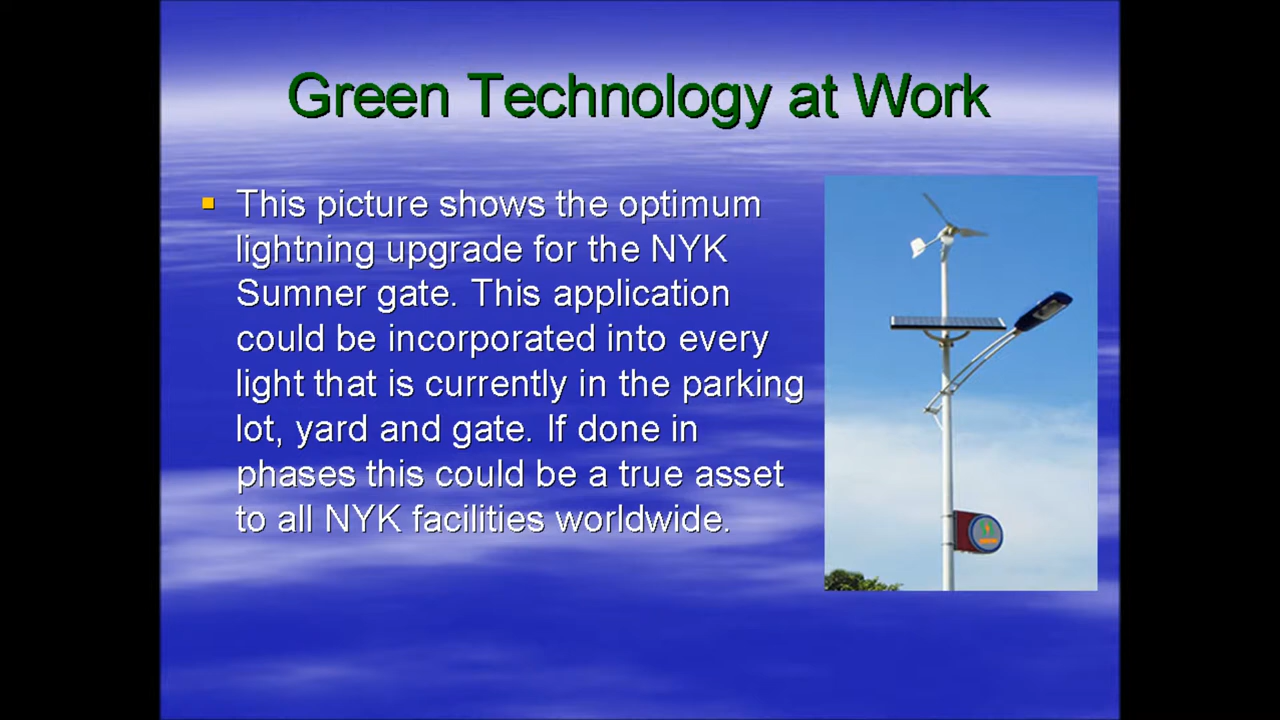 Green Technology at Work
This picture shows the optimum
lightning upgrade for the NYK
Sumner gate. This application
could be incorporated into every
light that is currently in the parking
lot, yard and gate. If done in
phases this could be a true asset
to all NYK facilities worldwide.